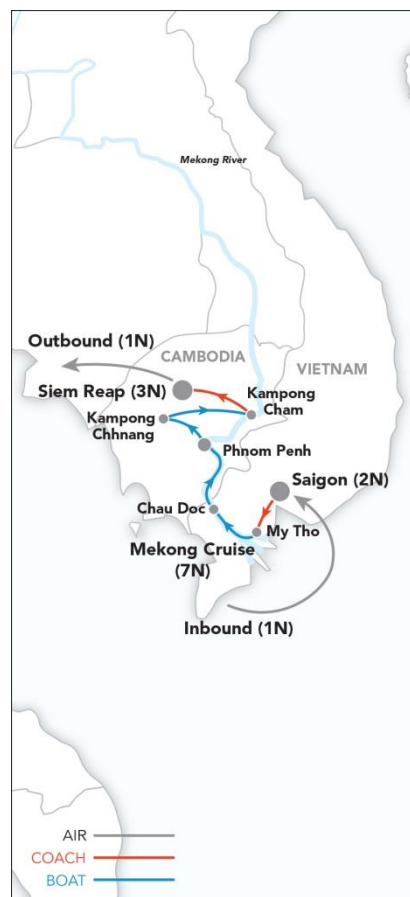 Mekong River
Outbound (1N)
CAMBODIA
VIETNAM
Siem Reap (3N)
Kampong
Cham
Kampong
Chhnang
Phnom Penh
Saigon (2N)
Chau Doc
My Tho
Mekong Cruise
(7N)
Inbound (1N)
AIR
COACH
BOAT